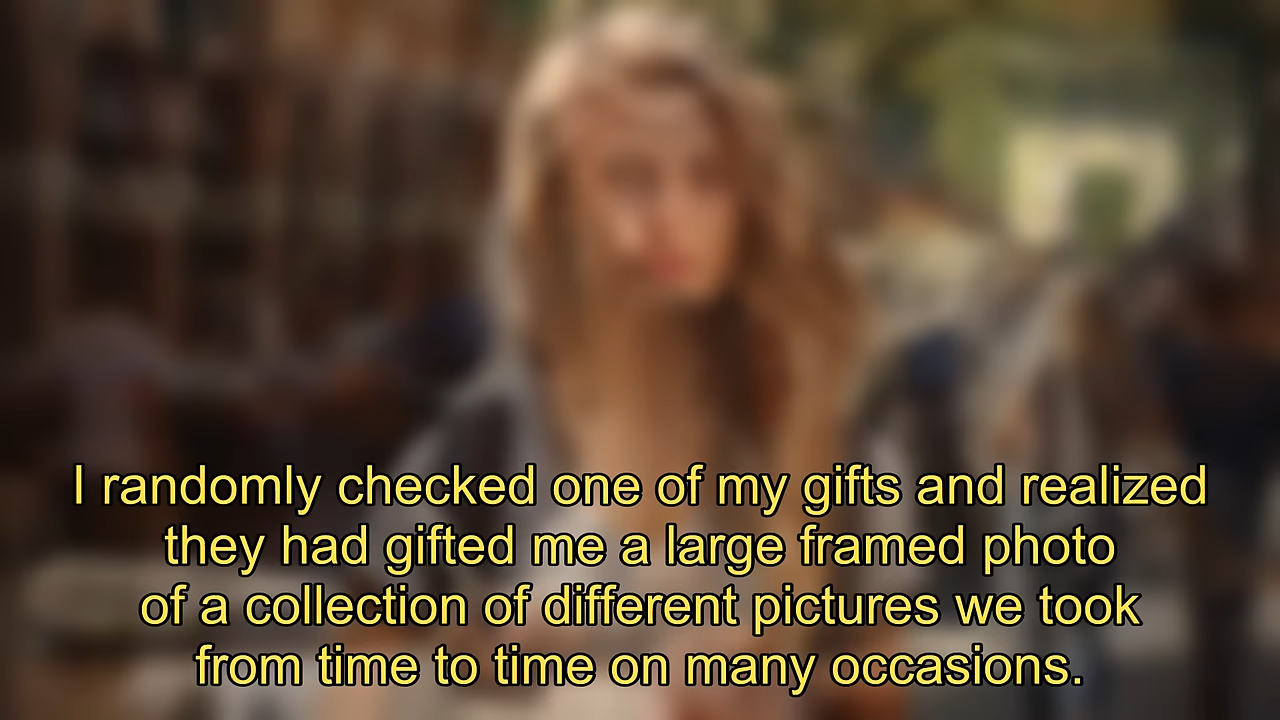 I randomly checked one of my gifts and realized
they had gifted me a large framed photo
of a collection of different pictures we took
from time to time on many occasions.